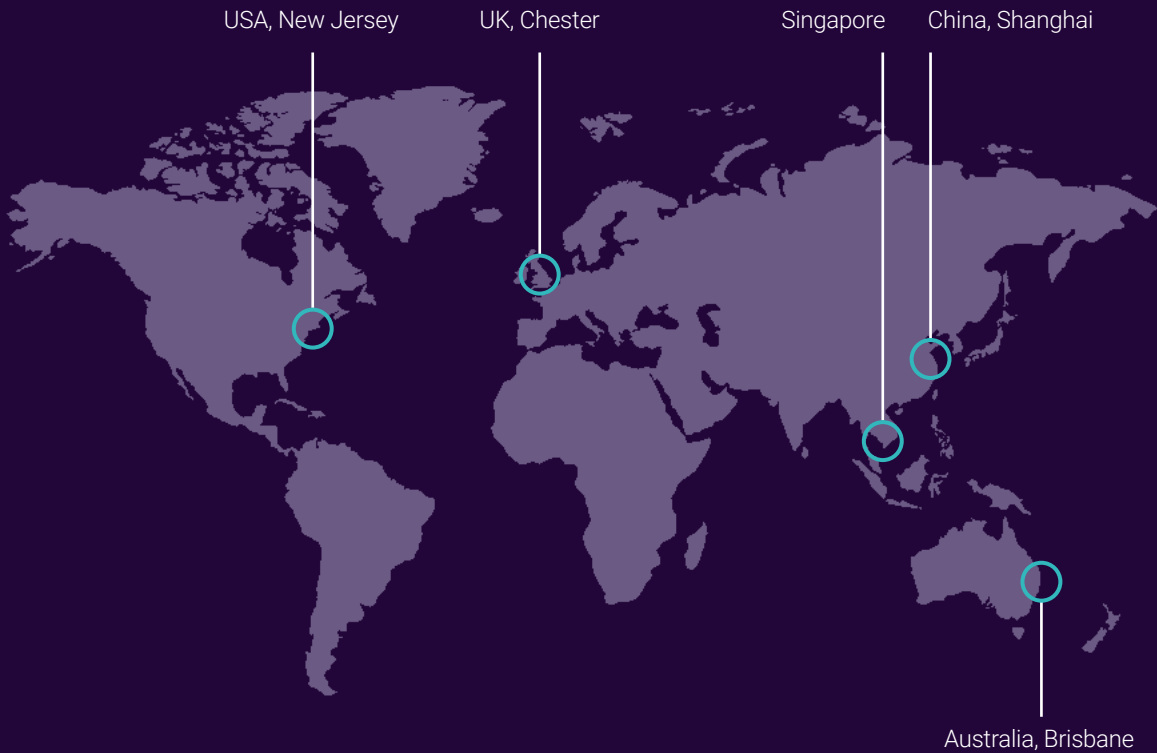 USA, New Jersey
UK, Chester
Singapore
China, Shanghai
Australia, Brisbane